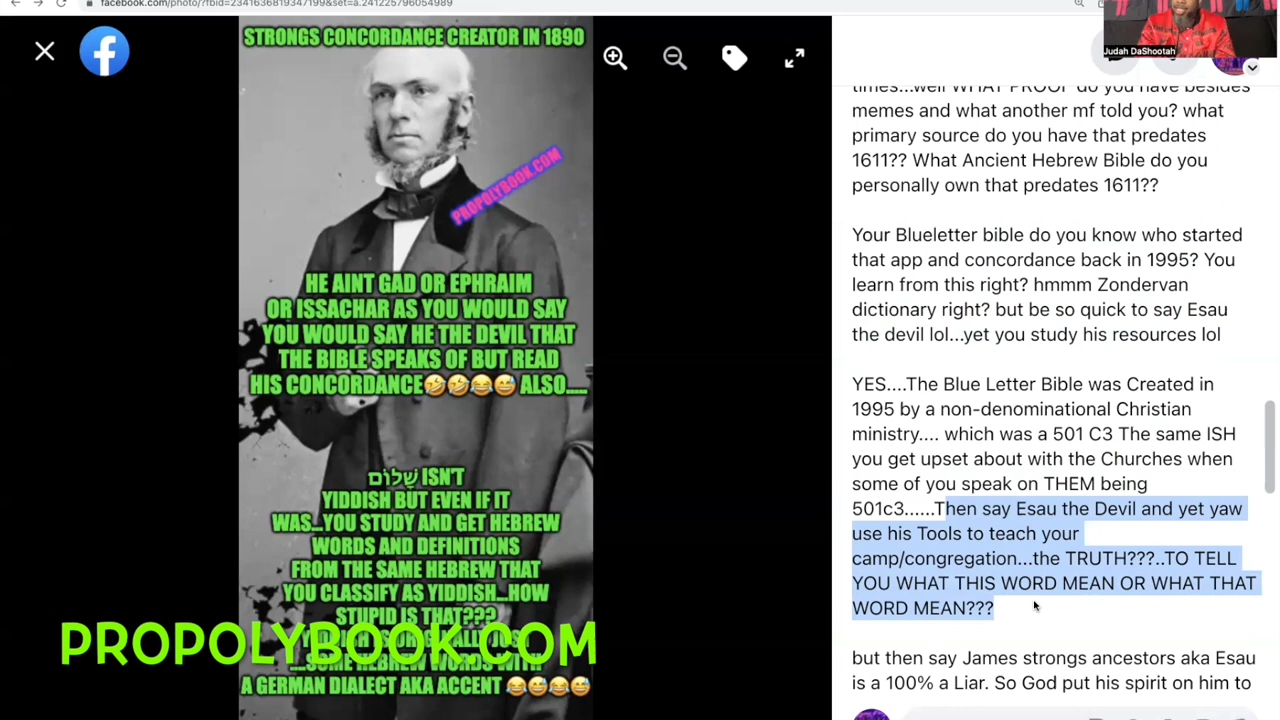 facebook.com/photo/?fbid=2341636819347199&set=a.241225796054989
Judah DaShootah
STRONGS CONCORDANCE CREATOR IN 1890
PROPOLYBOOK.COM
HE AINT GAD OR EPHRAIM
OR ISSACHAR AS YOU WOULD SAY
YOU WOULD SAY HE THE DEVIL THAT
THE BIBLE SPEAKS OF BUT READ
HIS CONCORDANCE🤣🤣😂😅 ALSO.....
שָׁלוֹם ISN'T
YIDDISH BUT EVEN IF IT
WAS...YOU STUDY AND GET HEBREW
WORDS AND DEFINITIONS
FROM THE SAME HEBREW THAT
YOU CLASSIFY AS YIDDISH...HOW
STUPID IS THAT???
...SOME HEBREW WORDS WITH
A GERMAN DIALECT AKA ACCENT 😂😅😂😅
PROPOLYBOOK.COM
times...well WHAT PROOF do you have besides
memes and what another mf told you? what
primary source do you have that predates
1611?? What Ancient Hebrew Bible do you
personally own that predates 1611??
Your Blueletter bible do you know who started
that app and concordance back in 1995? You
learn from this right? hmmm Zondervan
dictionary right? but be so quick to say Esau
the devil lol...yet you study his resources lol
YES....The Blue Letter Bible was Created in
1995 by a non-denominational Christian
ministry.... which was a 501 C3 The same ISH
you get upset about with the Churches when
some of you speak on THEM being
501c3......Then say Esau the Devil and yet yaw
use his Tools to teach your
camp/congregation...the TRUTH???..TO TELL
YOU WHAT THIS WORD MEAN OR WHAT THAT
WORD MEAN???
but then say James strongs ancestors aka Esau
is a 100% a Liar. So God put his spirit on him to